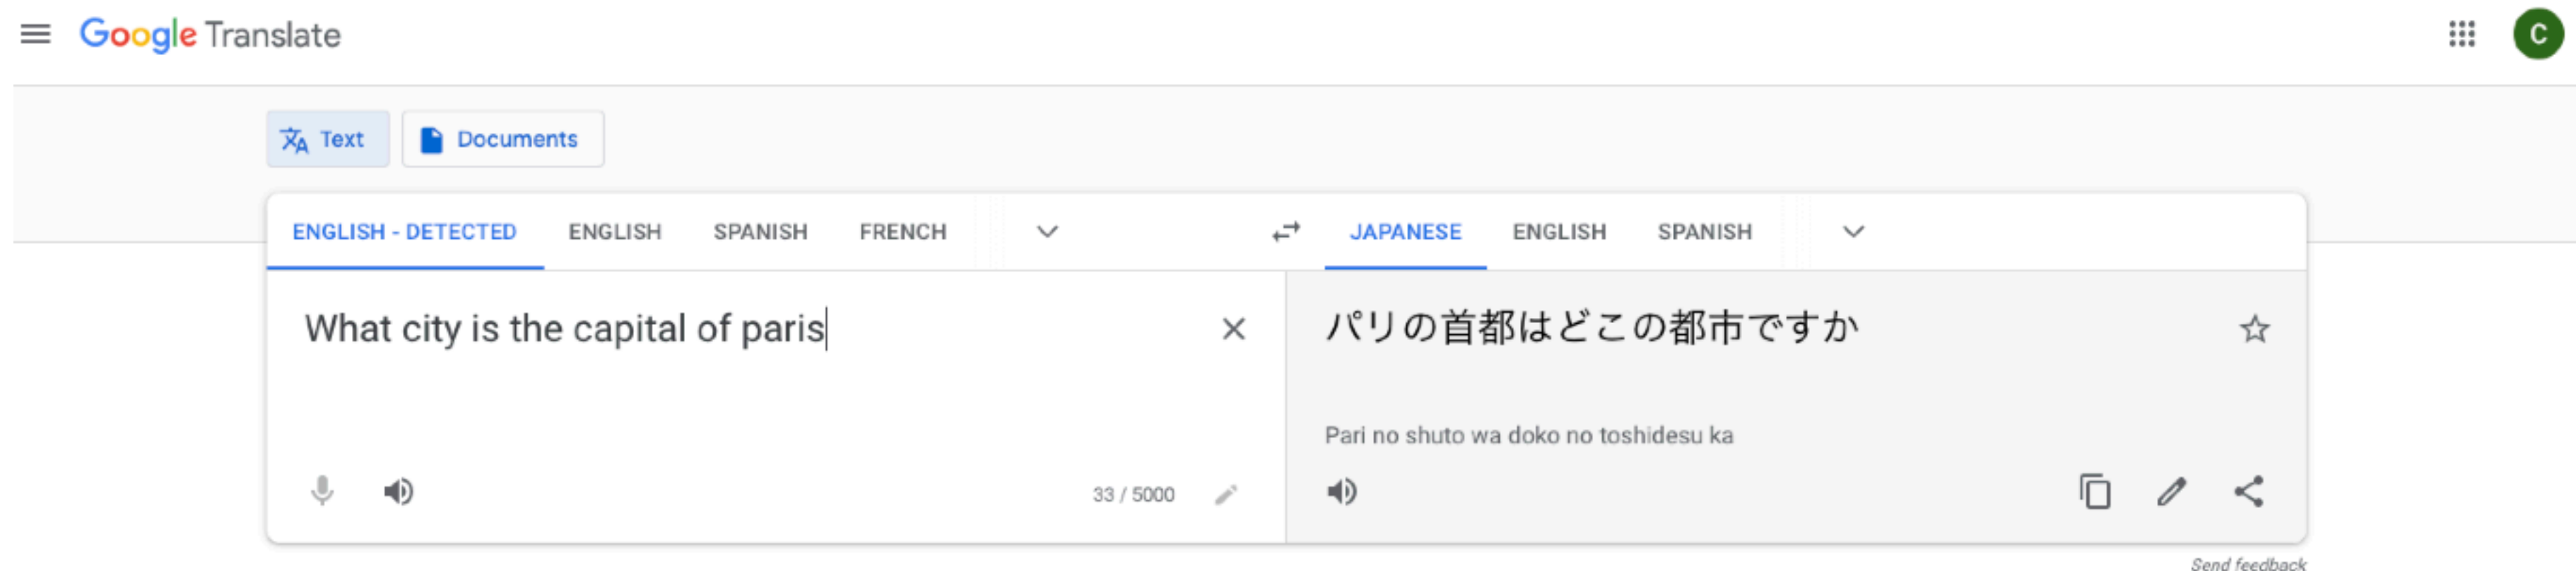 Google Translate
C
Text Documents
ENGLISH - DETECTED ENGLISH SPANISH FRENCH
JAPANESE ENGLISH SPANISH
What city is the capital of paris
パリの首都はどこの都市ですか
Pari no shuto wa doko no toshidesu ka
33 / 5000
Send feedback